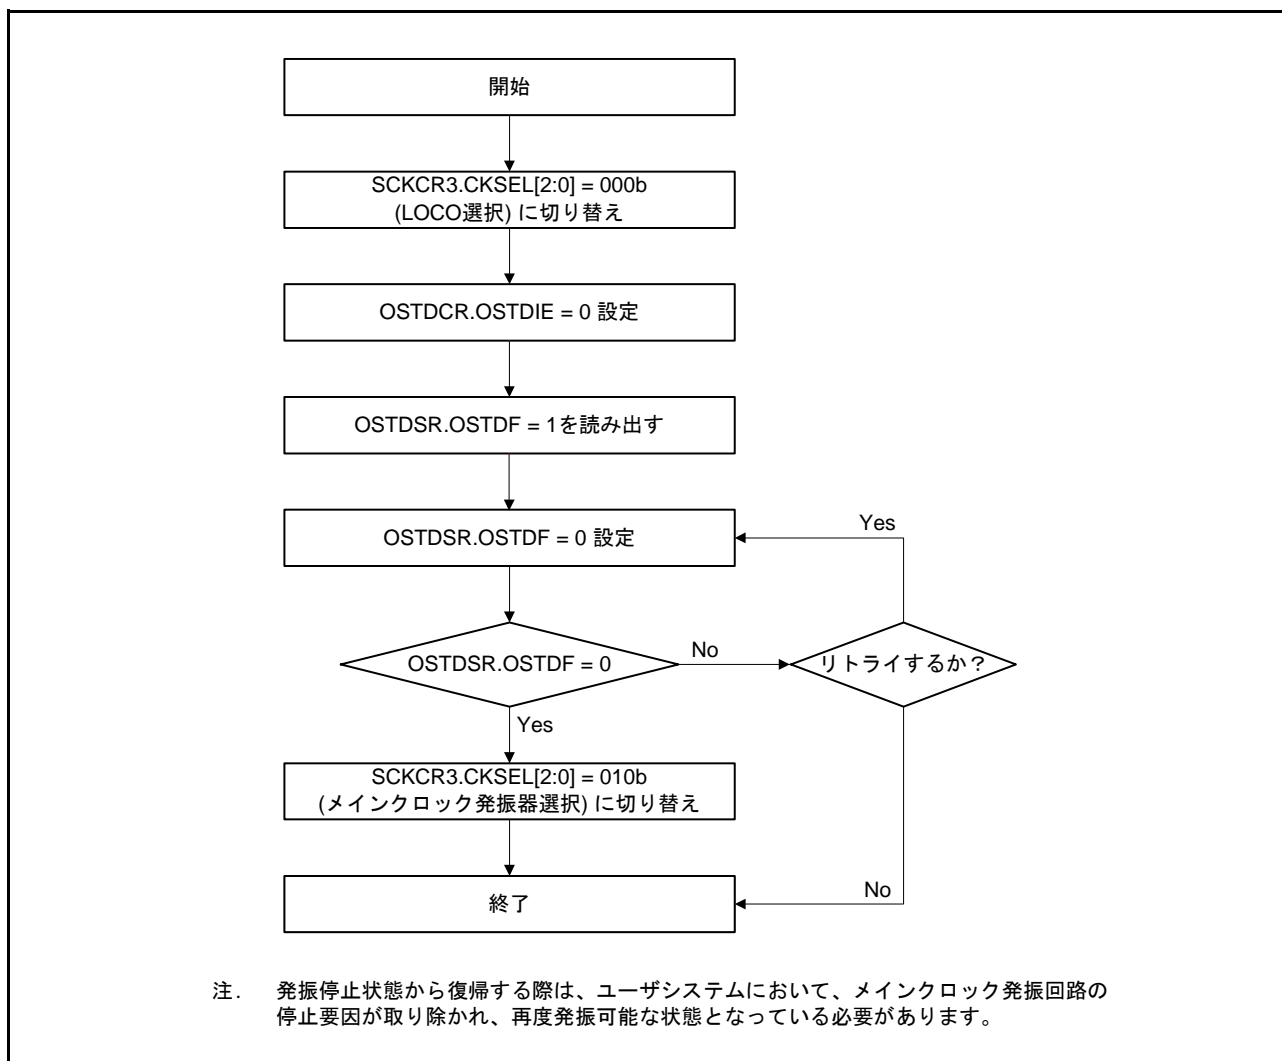 開始
SCKCR3.CKSEL[2:0] = 000b
(LOCO選択) に切り替え
OSTDCR.OSTDIE = 0 設定
OSTDSR.OSTDF = 1を読み出す
OSTDSR.OSTDF = 0 設定
Yes
OSTDSR.OSTDF = 0
No
リトライするか？
Yes
SCKCR3.CKSEL[2:0] = 010b
(メインクロック発振器選択) に切り替え
No
終了
注. 発振停止状態から復帰する際は、ユーザシステムにおいて、メインクロック発振回路の
停止要因が取り除かれ、再度発振可能な状態となっている必要があります。